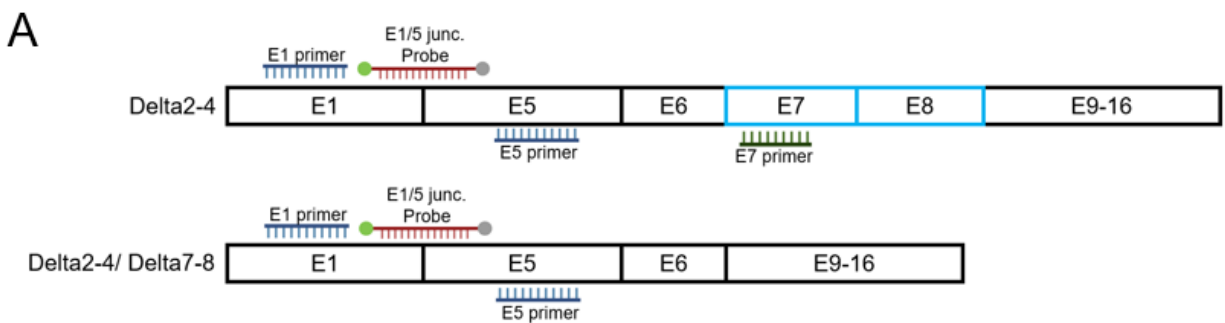 A
E1/5 junc.
E1 primer Probe
Delta2-4 E1 E5 E6 E7 E8 E9-16
E5 primer E7 primer
E1/5 junc.
E1 primer Probe
Delta2-4/ Delta7-8 E1 E5 E6 E9-16
E5 primer